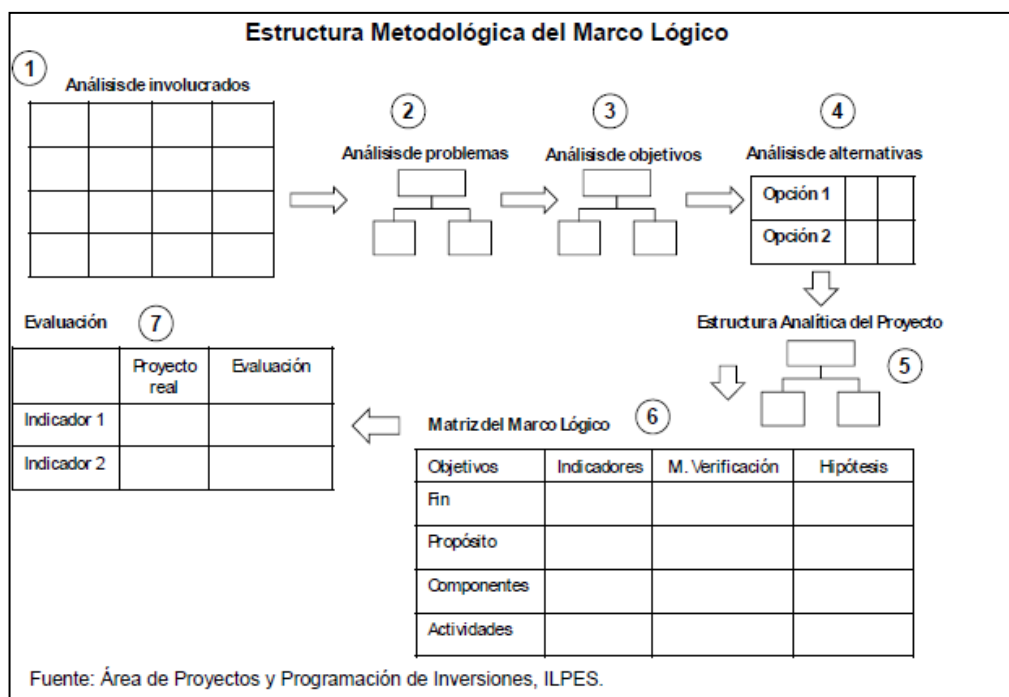 Estructura Metodológica del Marco Lógico
1
Análisis de involucrados
2
Análisis de problemas
3
Análisis de objetivos
4
Análisis de alternativas
Opción 1
Opción 2
Estructura Analítica del Proyecto
5
6
Matriz del Marco Lógico
Objetivos Indicadores M. Verificación Hipótesis
Fin
Propósito
Componentes
Actividades
Evaluación
7
Proyecto Evaluación
real
Indicador 1
Indicador 2
Fuente: Área de Proyectos y Programación de Inversiones, ILPES.